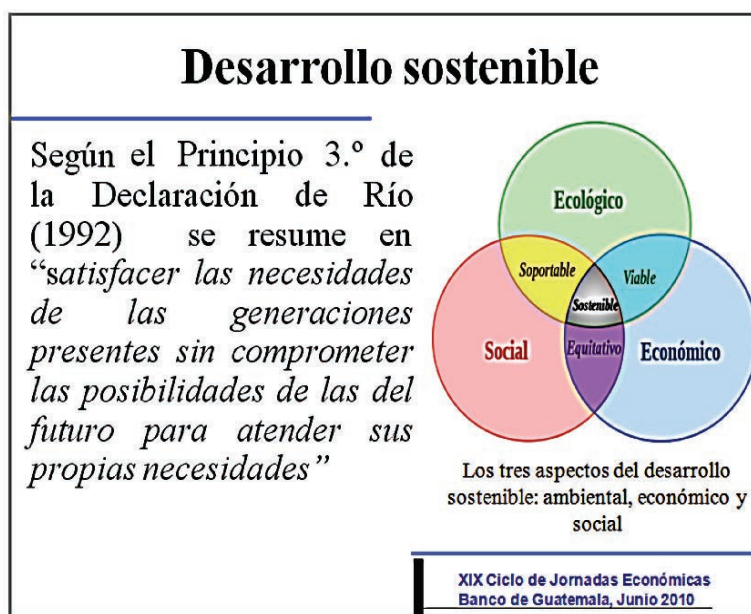 Desarrollo sostenible
Según el Principio 3.º de
la Declaración de Río
(1992) se resume en
“satisfacer las necesidades
de las generaciones
presentes sin comprometer
las posibilidades de las del
futuro para atender sus
propias necesidades”
Ecológico
Soportable
Viable
Sostenible
Social
Equitativo
Económico
Los tres aspectos del desarrollo
sostenible: ambiental, económico y
social
XIX Ciclo de Jornadas Económicas
Banco de Guatemala, Junio 2010